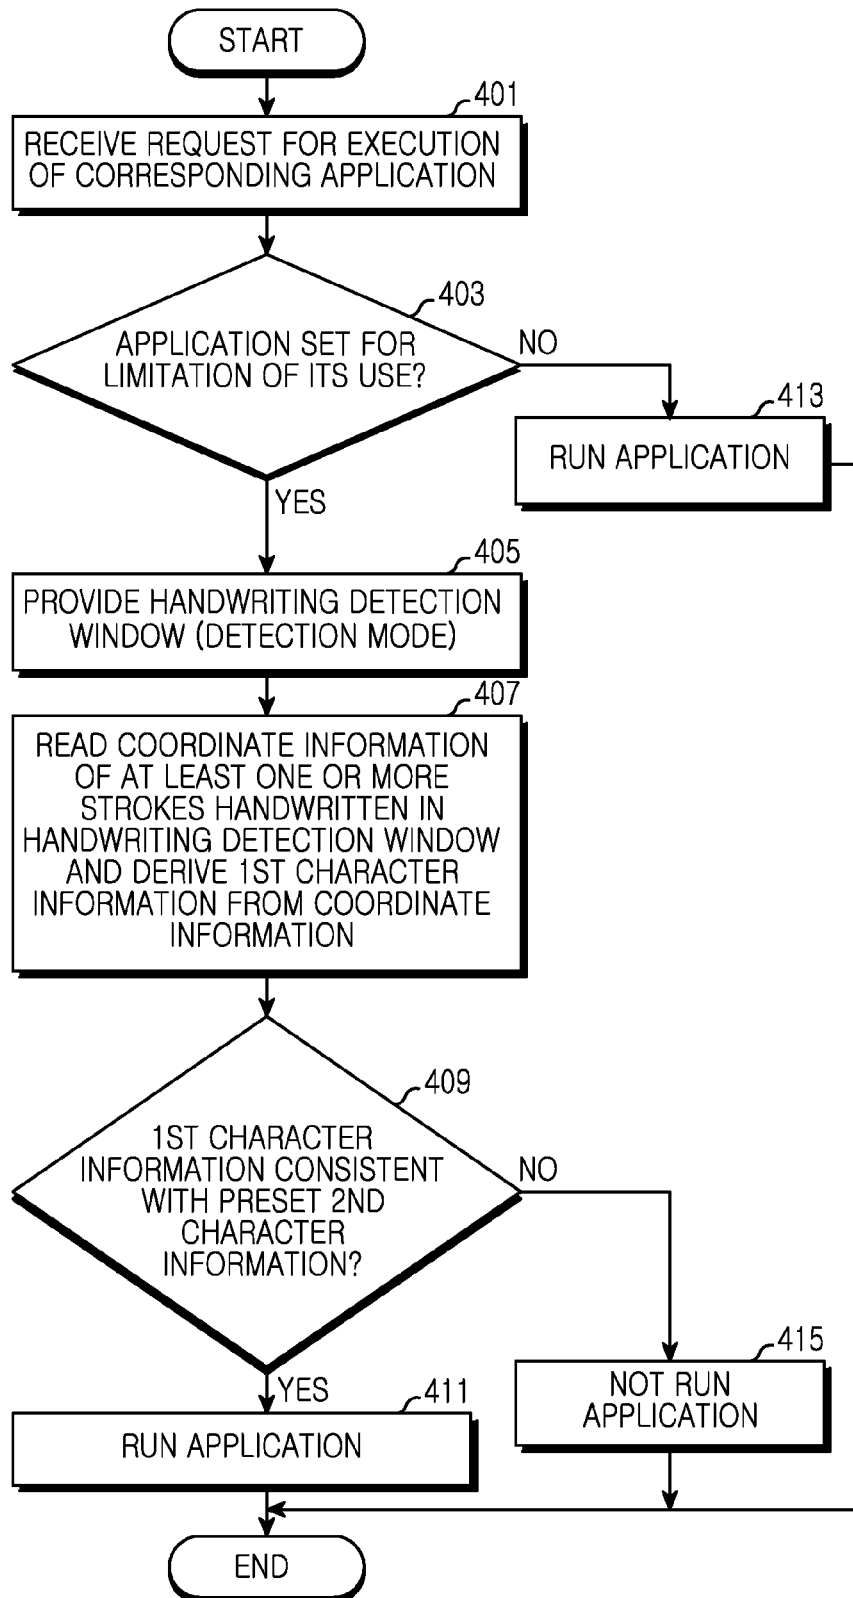 START
401
RECEIVE REQUEST FOR EXECUTION
OF CORRESPONDING APPLICATION
403
APPLICATION SET FOR
LIMITATION OF ITS USE?
NO
413
RUN APPLICATION
YES
405
PROVIDE HANDWRITING DETECTION
WINDOW (DETECTION MODE)
407
READ COORDINATE INFORMATION
OF AT LEAST ONE OR MORE
STROKES HANDWRITTEN IN
HANDWRITING DETECTION WINDOW
AND DERIVE 1ST CHARACTER
INFORMATION FROM COORDINATE
INFORMATION
409
1ST CHARACTER
INFORMATION CONSISTENT
WITH PRESET 2ND
CHARACTER
INFORMATION?
NO
415
NOT RUN
APPLICATION
YES
411
RUN APPLICATION
END